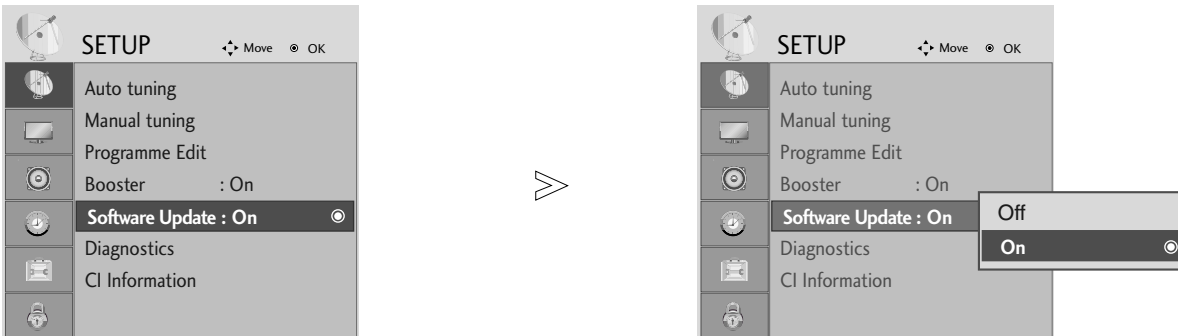 SETUP Move OK
Auto tuning
Manual tuning
Programme Edit
Booster : On
Software Update : On
Diagnostics
CI Information
SETUP Move OK
Auto tuning
Manual tuning
Programme Edit
Booster : On
Software Update : On
Diagnostics
CI Information
Off
On